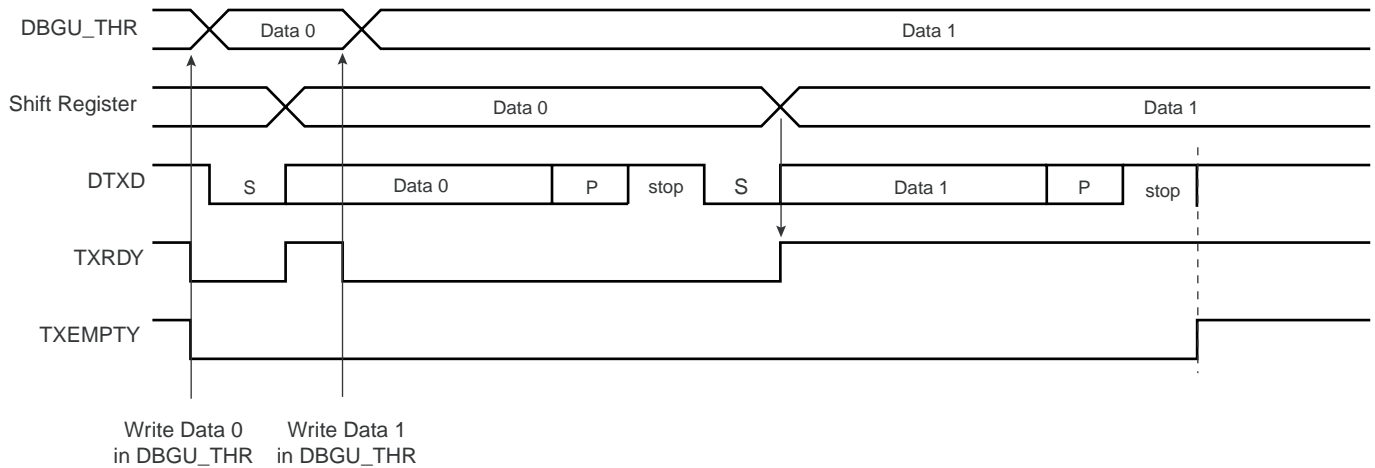 DBGU_THR
Data 0
Data 1
Shift Register
Data 0
Data 1
DTXD
S
Data 0
P
stop
S
Data 1
P
stop
TXRDY
TXEMPTY
Write Data 0
in DBGU_THR
Write Data 1
in DBGU_THR